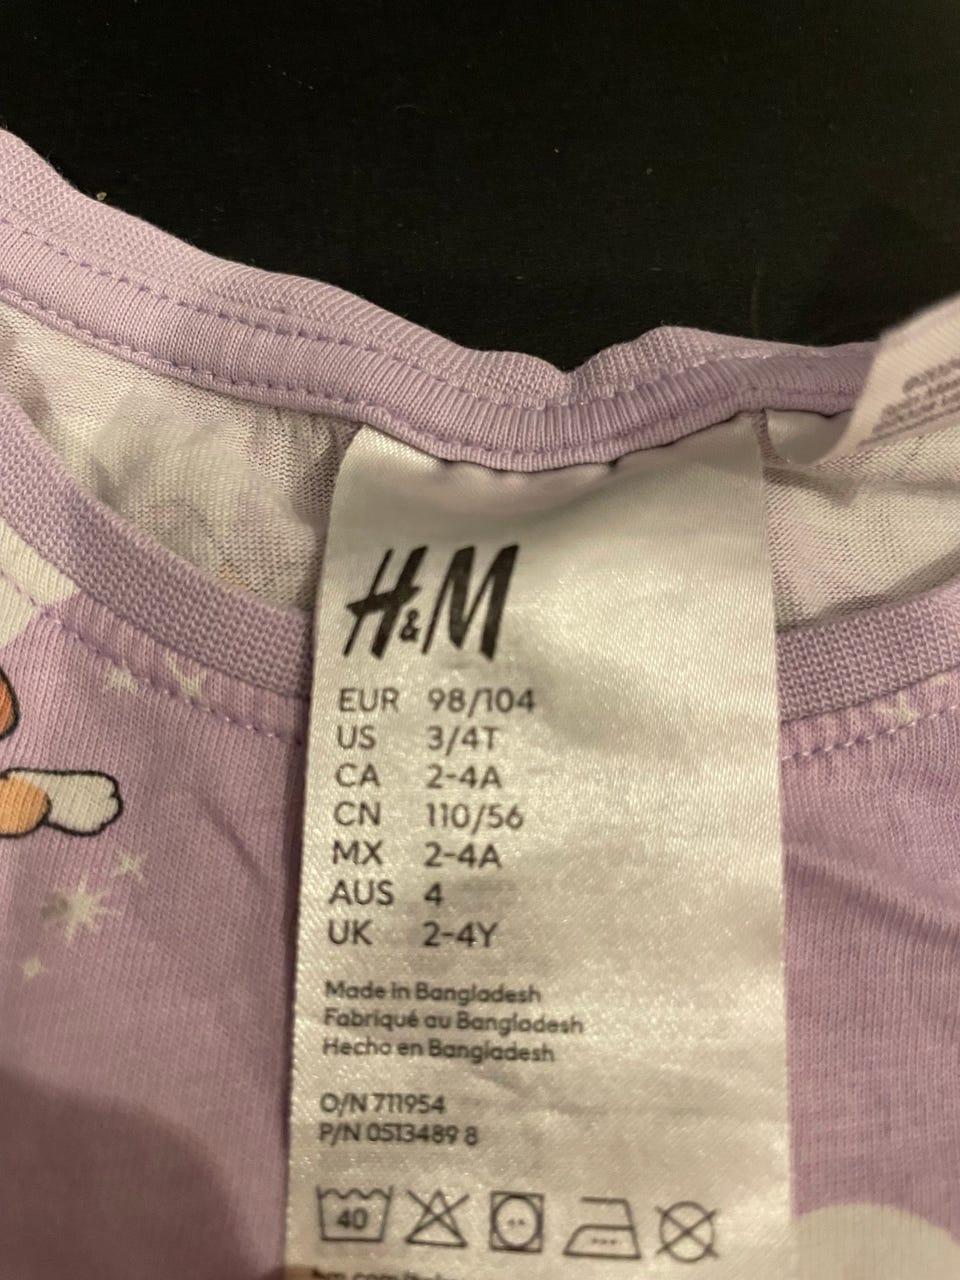 H&M
EUR 98/104
US 3/4T
CA 2-4A
CN 110/56
MX 2-4A
AUS 4
UK 2-4Y
Made in Bangladesh
Fabriqué au Bangladesh
Hecho en Bangladesh
O/N 711954
P/N 0513489 8
40